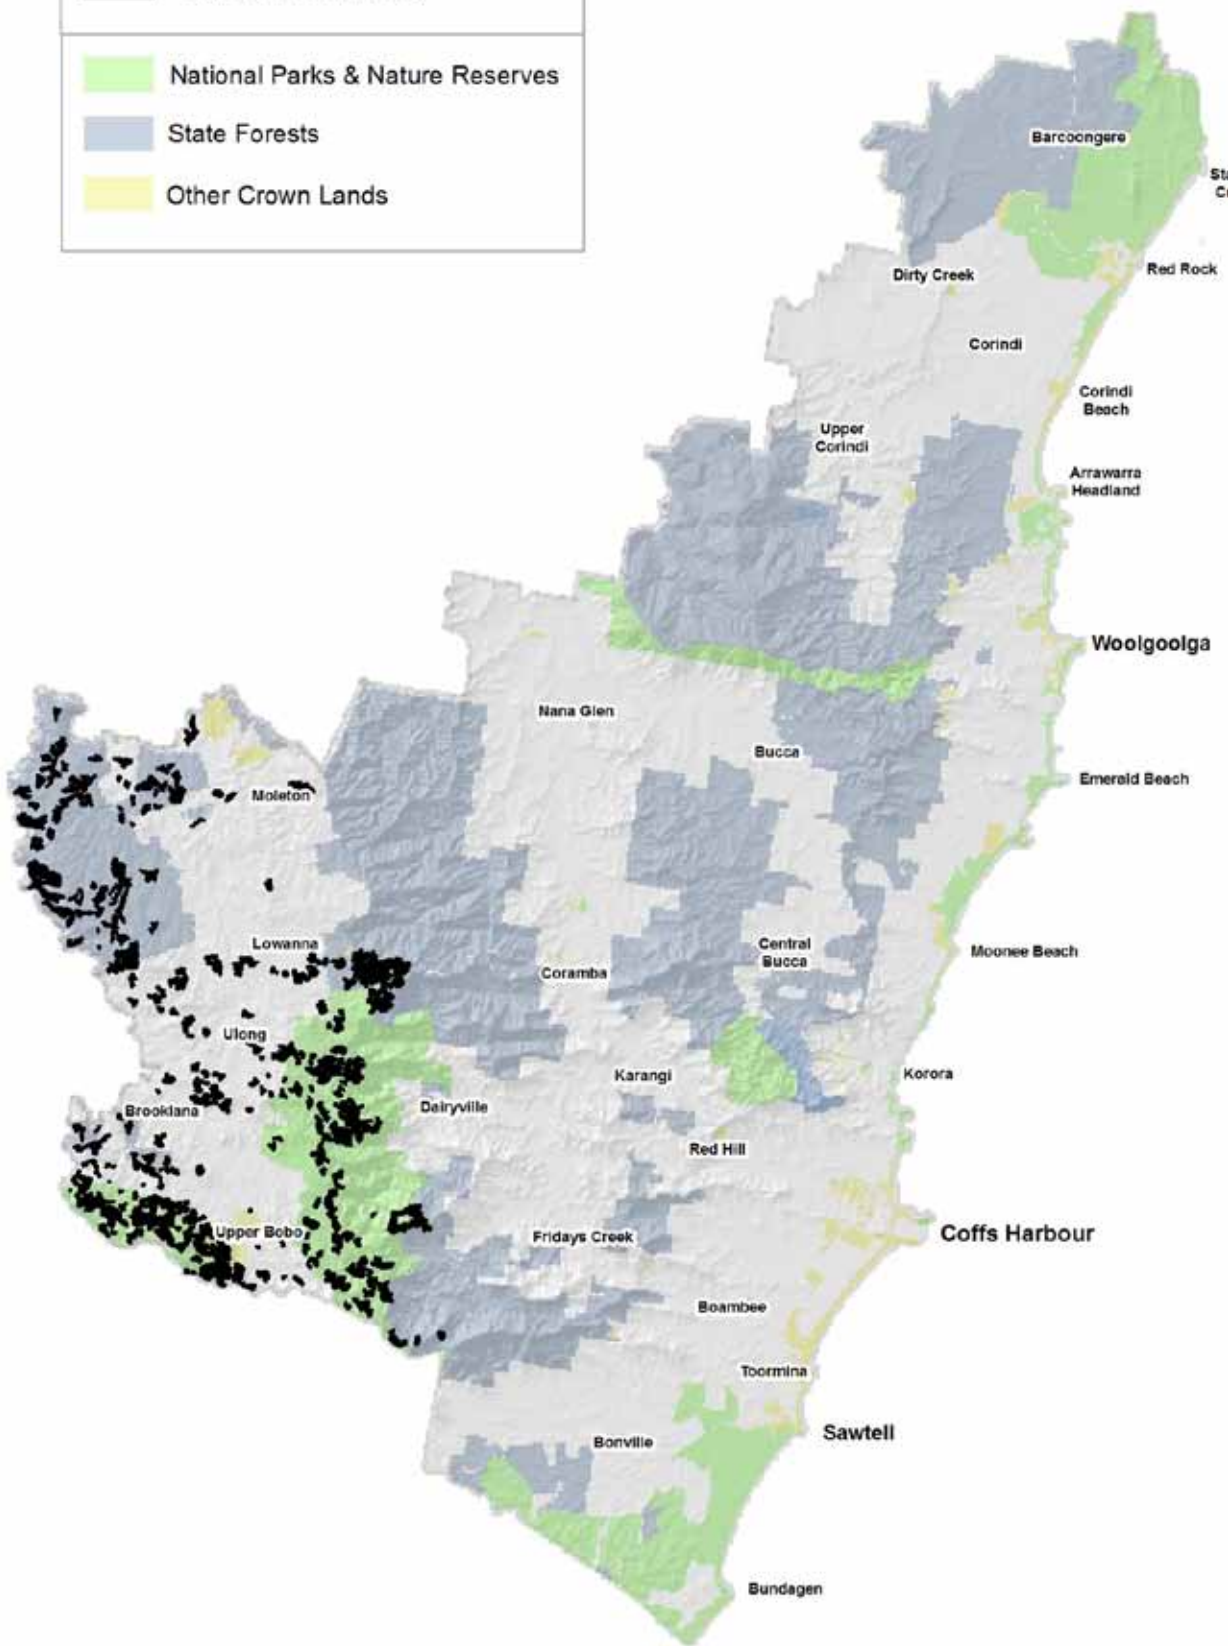 National Parks & Nature Reserves
State Forests
Other Crown Lands
Barcoongere
Red Rock
Dirty Creek
Corindi
Corindi
Beach
Upper
Corindi
Arrawarra
Headland
Woolgoolga
Nana Glen
Bucca
Emerald Beach
Moleton
Lowanna
Central
Bucca
Moonee Beach
Coramba
Ulong
Karangi
Korora
Dairyville
Brooklana
Red Hill
Upper Bobo
Fridays Creek
Coffs Harbour
Boambee
Toormina
Sawtell
Bonville
Bundagen